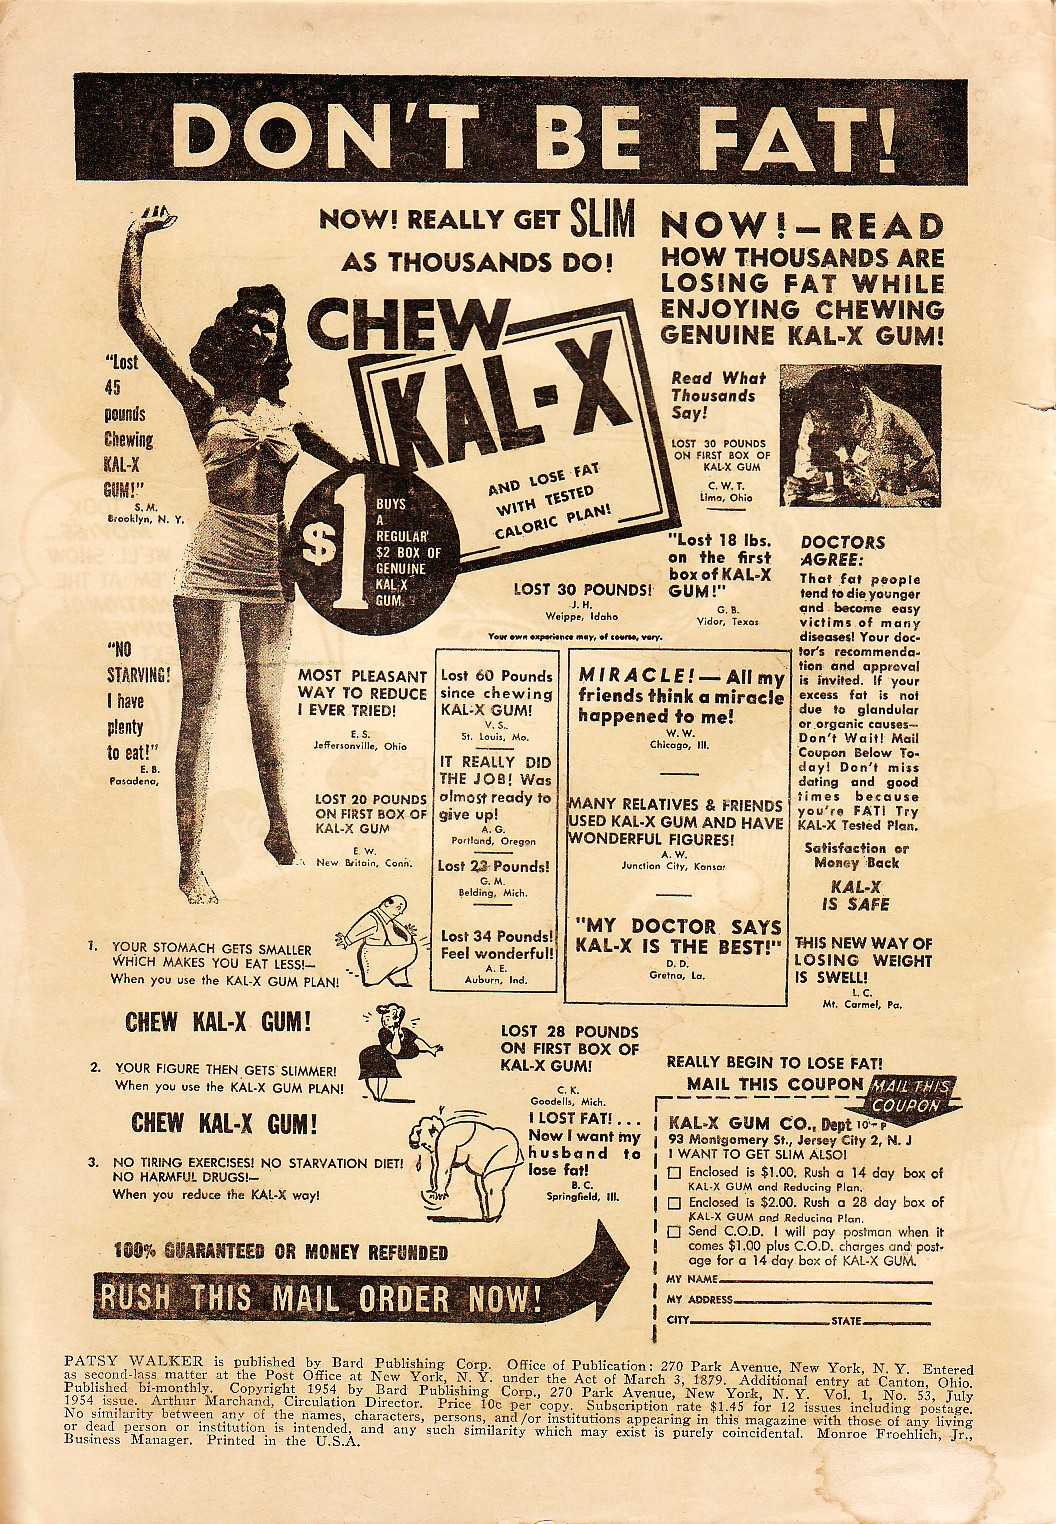 DON'T BE FAT!
NOW! REALLY GET SLIM
AS THOUSANDS DO!
CHEW
KAL-X
AND LOSE FAT
WITH TESTED
CALORIC PLAN!
$1
BUYS
A
REGULAR
$2 BOX OF
GENUINE
KAL X
GUM.
"Lost
45
pounds
Chewing
KAL-X
GUM!"
S. M.
Brooklyn, N. Y.
"NO
STARVING!
I have
plenty
to eat!"
E. B.
Pasadena,
NOW!—READ
HOW THOUSANDS ARE
LOSING FAT WHILE
ENJOYING CHEWING
GENUINE KAL-X GUM!
Read What
Thousands
Say!
LOST 30 POUNDS
ON FIRST BOX OF
KAL-X GUM
C. W. T.
Lima, Ohio
"Lost 18 lbs.
on the first
box of KAL-X
GUM!"
G. B.
Vidor, Texas
LOST 30 POUNDS!
J. H.
Weippe, Idaho
Your own experience may, of course, vary.
DOCTORS
AGREE:
That fat people
tend to die younger
and become easy
victims of many
diseases! Your doc-
tor's recommenda-
tion and approval
is invited. If your
excess fat is not
due to glandular
or organic causes—
Don't Wait! Mail
Coupon Below To-
day! Don't miss
dating and good
times because
you're FAT! Try
KAL-X Tested Plan.
Satisfaction or
Money Back
KAL-X
IS SAFE
THIS NEW WAY OF
LOSING WEIGHT
IS SWELL!
L. C.
Mt. Carmel, Pa.
MOST PLEASANT
WAY TO REDUCE
I EVER TRIED!
E. S.
Jeffersonville, Ohio
LOST 20 POUNDS
ON FIRST BOX OF
KAL-X GUM
E. W.
New Britain, Conn.
Lost 60 Pounds
since chewing
KAL-X GUM!
V. S.
St. Louis, Mo.
IT REALLY DID
THE JOB! Was
almost ready to
give up!
A. G.
Portland, Oregon
Lost 23 Pounds!
G. M.
Belding, Mich.
Lost 34 Pounds!
Feel wonderful!
A. E.
Auburn, Ind.
MIRACLE!—All my
friends think a miracle
happened to me!
W. W.
Chicago, Ill.
MANY RELATIVES & FRIENDS
USED KAL-X GUM AND HAVE
WONDERFUL FIGURES!
A. W.
Junction City, Kansas
"MY DOCTOR SAYS
KAL-X IS THE BEST!"
D. D.
Gretna, La.
1. YOUR STOMACH GETS SMALLER
WHICH MAKES YOU EAT LESS!—
When you use the KAL-X GUM PLAN!
CHEW KAL-X GUM!
2. YOUR FIGURE THEN GETS SLIMMER!
When you use the KAL-X GUM PLAN!
CHEW KAL-X GUM!
3. NO TIRING EXERCISES! NO STARVATION DIET!
NO HARMFUL DRUGS!—
When you reduce the KAL-X way!
LOST 28 POUNDS
ON FIRST BOX OF
KAL-X GUM!
C. K.
Goodells, Mich.
I LOST FAT! . . .
Now I want my
husband to
lose fat!
B. C.
Springfield, Ill.
100% GUARANTEED OR MONEY REFUNDED
RUSH THIS MAIL ORDER NOW!
REALLY BEGIN TO LOSE FAT!
MAIL THIS COUPON
MAIL THIS
COUPON
KAL-X GUM CO., Dept 10-P
93 Montgomery St., Jersey City 2, N. J
I WANT TO GET SLIM ALSO!
Enclosed is $1.00. Rush a 14 day box of
KAL-X GUM and Reducing Plan.
Enclosed is $2.00. Rush a 28 day box of
KAL-X GUM and Reducing Plan.
Send C.O.D. I will pay postman when it
comes $1.00 plus C.O.D. charges and post-
age for a 14 day box of KAL-X GUM.
MY NAME
MY ADDRESS
CITY STATE
PATSY WALKER is published by Bard Publishing Corp. Office of Publication: 270 Park Avenue, New York, N. Y. Entered
as second-lass matter at the Post Office at New York, N. Y. under the Act of March 3, 1879. Additional entry at Canton, Ohio.
Published bi-monthly. Copyright 1954 by Bard Publishing Corp., 270 Park Avenue, New York, N. Y. Vol. 1, No. 53, July
1954 issue. Arthur Marchand, Circulation Director. Price 10c per copy. Subscription rate $1.45 for 12 issues including postage.
No similarity between any of the names, characters, persons, and/or institutions appearing in this magazine with those of any living
or dead person or institution is intended, and any such similarity which may exist is purely coincidental. Monroe Froehlich, Jr.,
Business Manager. Printed in the U.S.A.